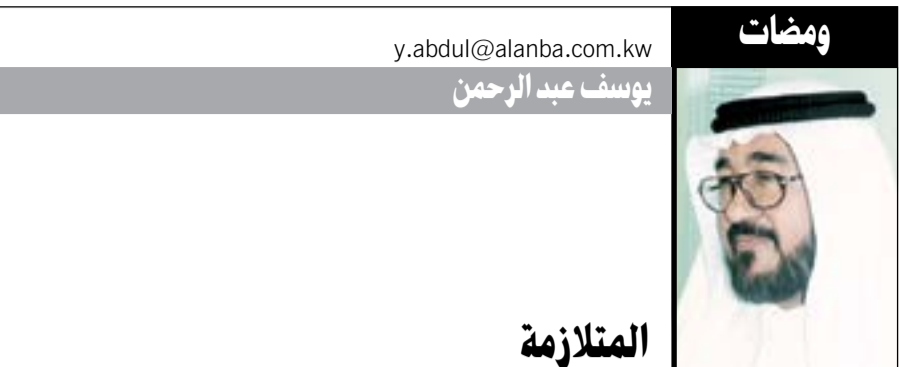 ومضات
y.abdul@alanba.com.kw
يوسف عبد الرحمن
المتلازمة